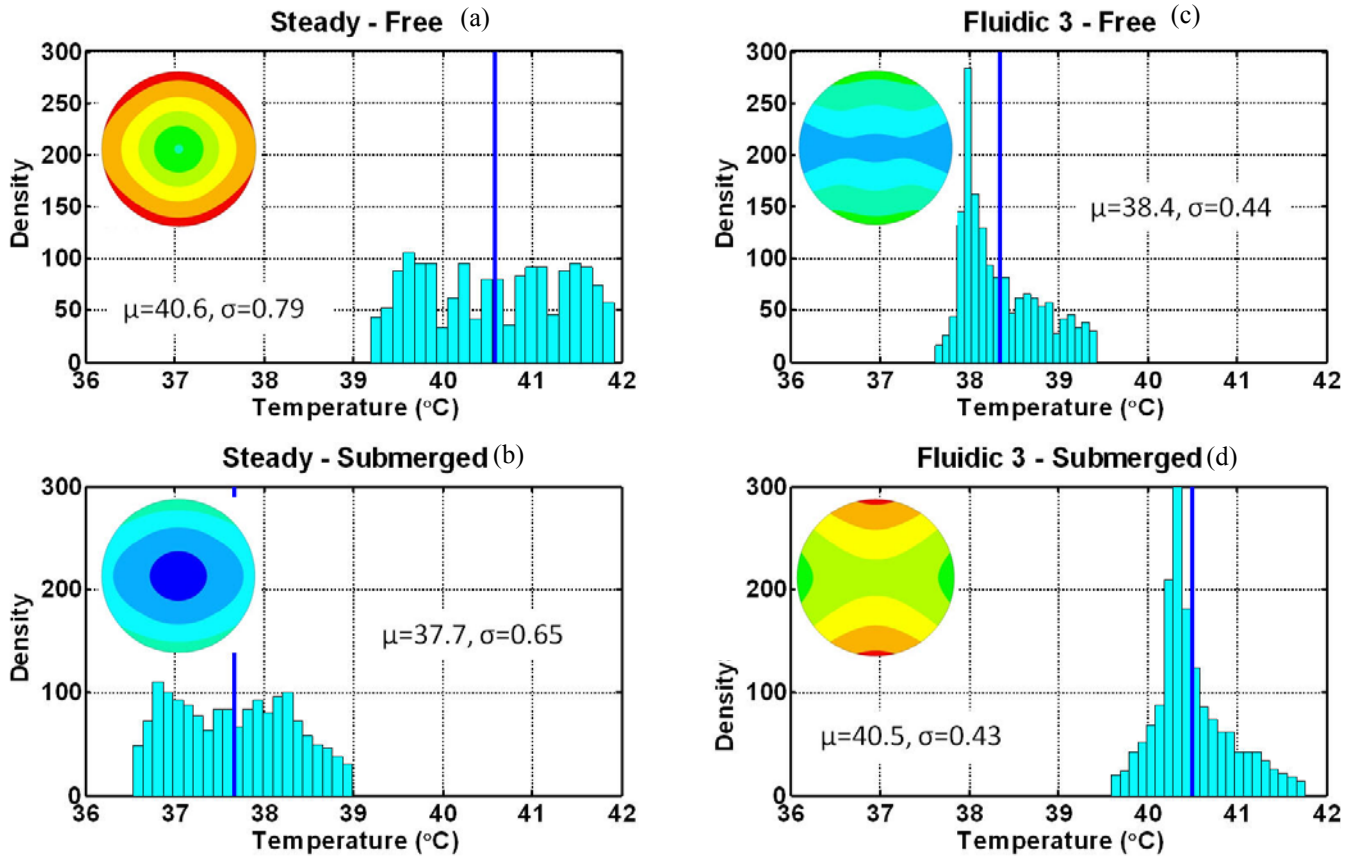 Steady - Free (a)
300
250
200
150
100
50
0
Density
μ=40.6, σ=0.79
36 37 38 39 40 41 42
Temperature (°C)
Fluidic 3 - Free (c)
300
250
200
150
100
50
0
Density
μ=38.4, σ=0.44
36 37 38 39 40 41 42
Temperature (°C)
Steady - Submerged (b)
300
200
100
0
Density
μ=37.7, σ=0.65
36 37 38 39 40 41 42
Temperature (°C)
Fluidic 3 - Submerged (d)
300
200
100
0
Density
μ=40.5, σ=0.43
36 37 38 39 40 41 42
Temperature (°C)